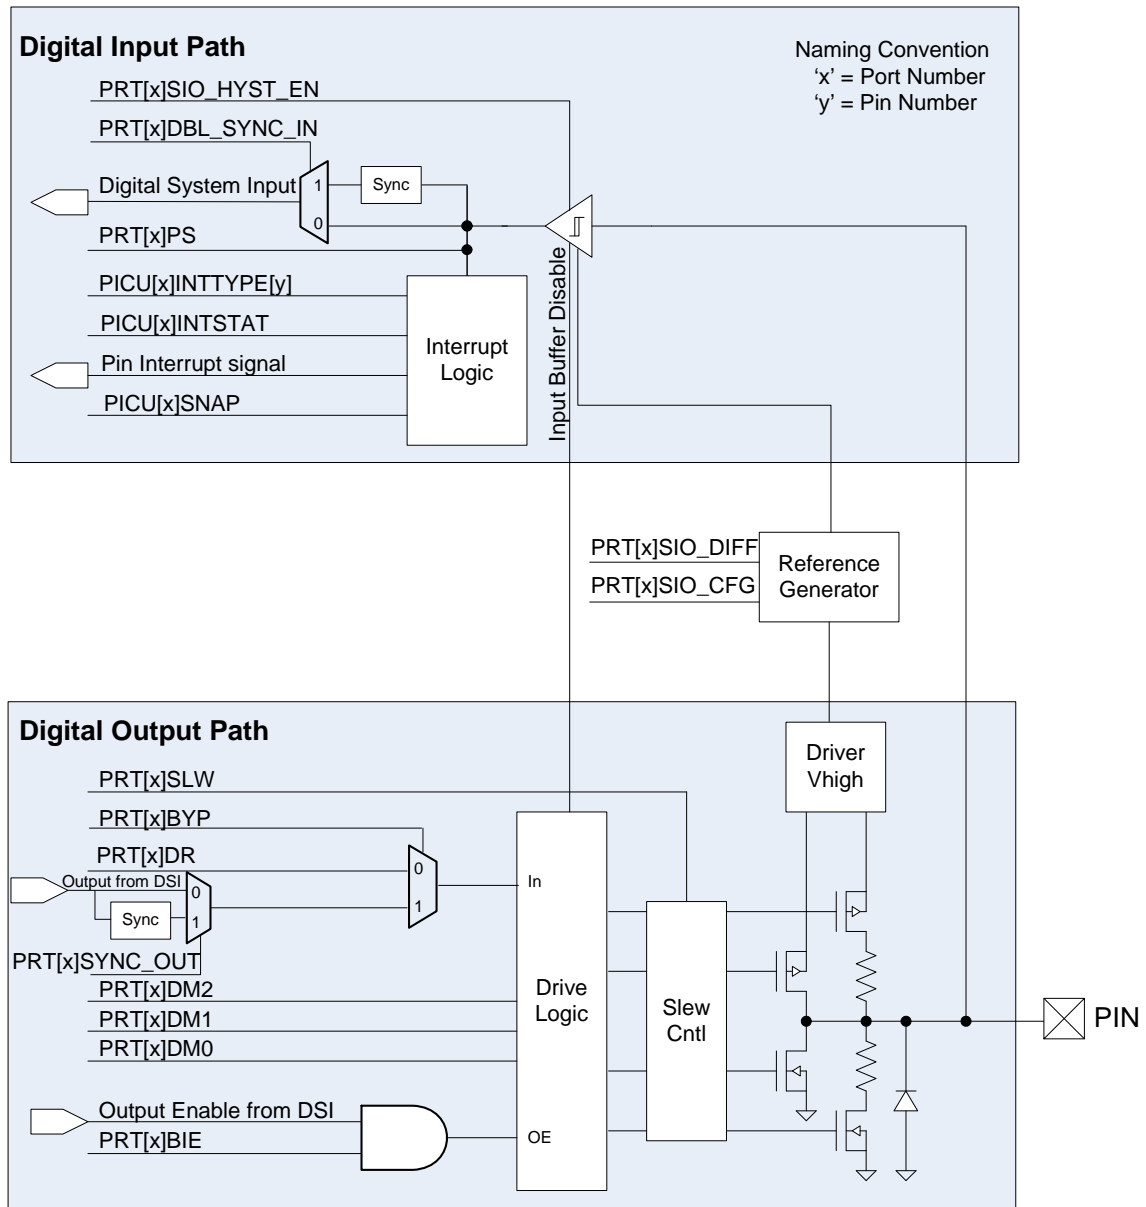 Digital Input Path
Naming Convention
‘x’ = Port Number
‘y’ = Pin Number
PRT[x]SIO_HYST_EN
PRT[x]DBL_SYNC_IN
Digital System Input
1
Sync
0
PRT[x]PS
PICU[x]INTTYPE[y]
PICU[x]INTSTAT
Pin Interrupt signal
PICU[x]SNAP
Interrupt
Logic
Input Buffer Disable
PRT[x]SIO_DIFF
PRT[x]SIO_CFG
Reference
Generator
Digital Output Path
Driver
Vhigh
PRT[x]SLW
PRT[x]BYP
PRT[x]DR
0
1
Output from DSI
0
1
Sync
PRT[x]SYNC_OUT
In
PRT[x]DM2
PRT[x]DM1
PRT[x]DM0
Drive
Logic
Slew
Cntl
PIN
Output Enable from DSI
PRT[x]BIE
OE